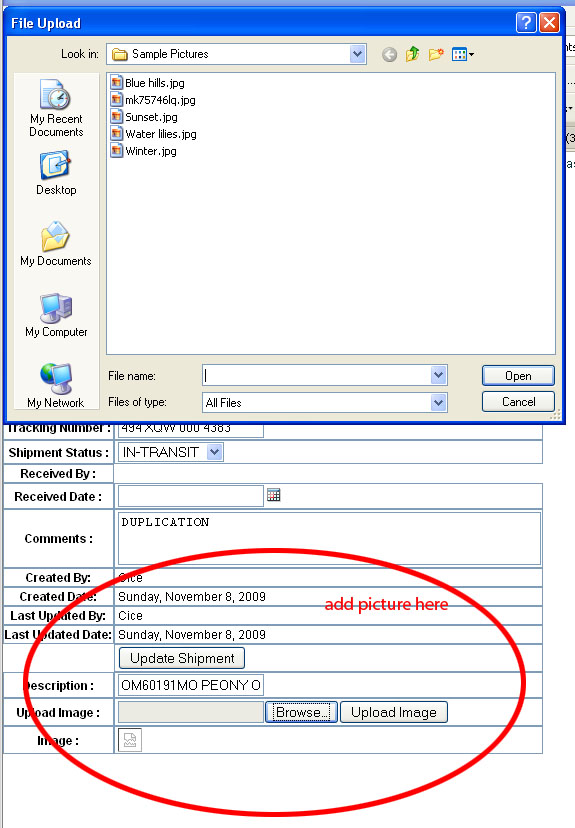 File Upload
Look in: Sample Pictures
My Recent
Documents
Desktop
My Documents
My Computer
My Network
Blue hills.jpg
mk75746lq.jpg
Sunset.jpg
Water lilies.jpg
Winter.jpg
File name: Open
Files of type: All Files Cancel
Tracking Number : 494 XQW 000 4383
Shipment Status : IN-TRANSIT
Received By :
Received Date :
Comments : DUPLICATION
Created By: Cice
Created Date: Sunday, November 8, 2009
add picture here
Last Updated By: Cice
Last Updated Date: Sunday, November 8, 2009
Update Shipment
Description : OM60191MO PEONY O
Upload Image : Browse... Upload Image
Image :